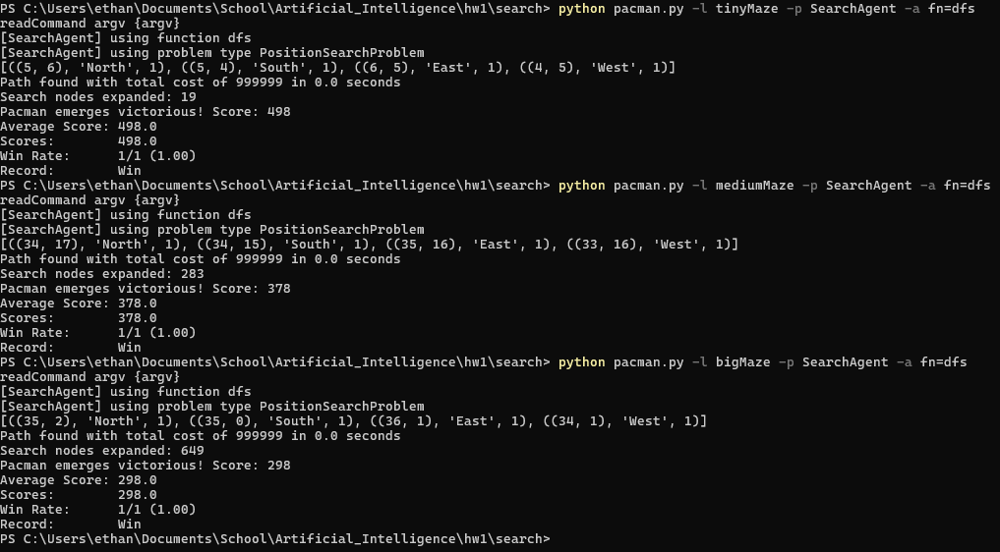 PS C:\Users\ethan\Documents\School\Artificial_Intelligence\hw1\search> python pacman.py -l tinyMaze -p SearchAgent -a fn=dfs
readCommand argv {argv}
[SearchAgent] using function dfs
[SearchAgent] using problem type PositionSearchProblem
[((5, 6), 'North', 1), ((5, 4), 'South', 1), ((6, 5), 'East', 1), ((4, 5), 'West', 1)]
Path found with total cost of 999999 in 0.0 seconds
Search nodes expanded: 19
Pacman emerges victorious! Score: 498
Average Score: 498.0
Scores:        498.0
Win Rate:      1/1 (1.00)
Record:        Win
PS C:\Users\ethan\Documents\School\Artificial_Intelligence\hw1\search> python pacman.py -l mediumMaze -p SearchAgent -a fn=dfs
readCommand argv {argv}
[SearchAgent] using function dfs
[SearchAgent] using problem type PositionSearchProblem
[((34, 17), 'North', 1), ((34, 15), 'South', 1), ((35, 16), 'East', 1), ((33, 16), 'West', 1)]
Path found with total cost of 999999 in 0.0 seconds
Search nodes expanded: 283
Pacman emerges victorious! Score: 378
Average Score: 378.0
Scores:        378.0
Win Rate:      1/1 (1.00)
Record:        Win
PS C:\Users\ethan\Documents\School\Artificial_Intelligence\hw1\search> python pacman.py -l bigMaze -p SearchAgent -a fn=dfs
readCommand argv {argv}
[SearchAgent] using function dfs
[SearchAgent] using problem type PositionSearchProblem
[((35, 2), 'North', 1), ((35, 0), 'South', 1), ((36, 1), 'East', 1), ((34, 1), 'West', 1)]
Path found with total cost of 999999 in 0.0 seconds
Search nodes expanded: 649
Pacman emerges victorious! Score: 298
Average Score: 298.0
Scores:        298.0
Win Rate:      1/1 (1.00)
Record:        Win
PS C:\Users\ethan\Documents\School\Artificial_Intelligence\hw1\search>